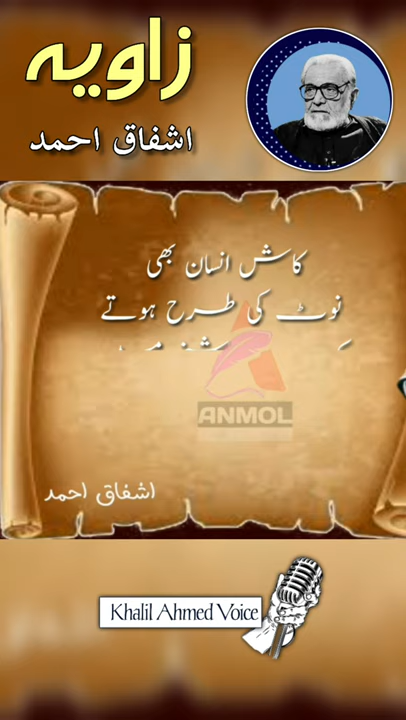 زاویہ
اشفاق احمد
کاش انسان بھی
نوٹ کی طرح ہوتے
ANMOL
اشفاق احمد
Khalil Ahmed Voice